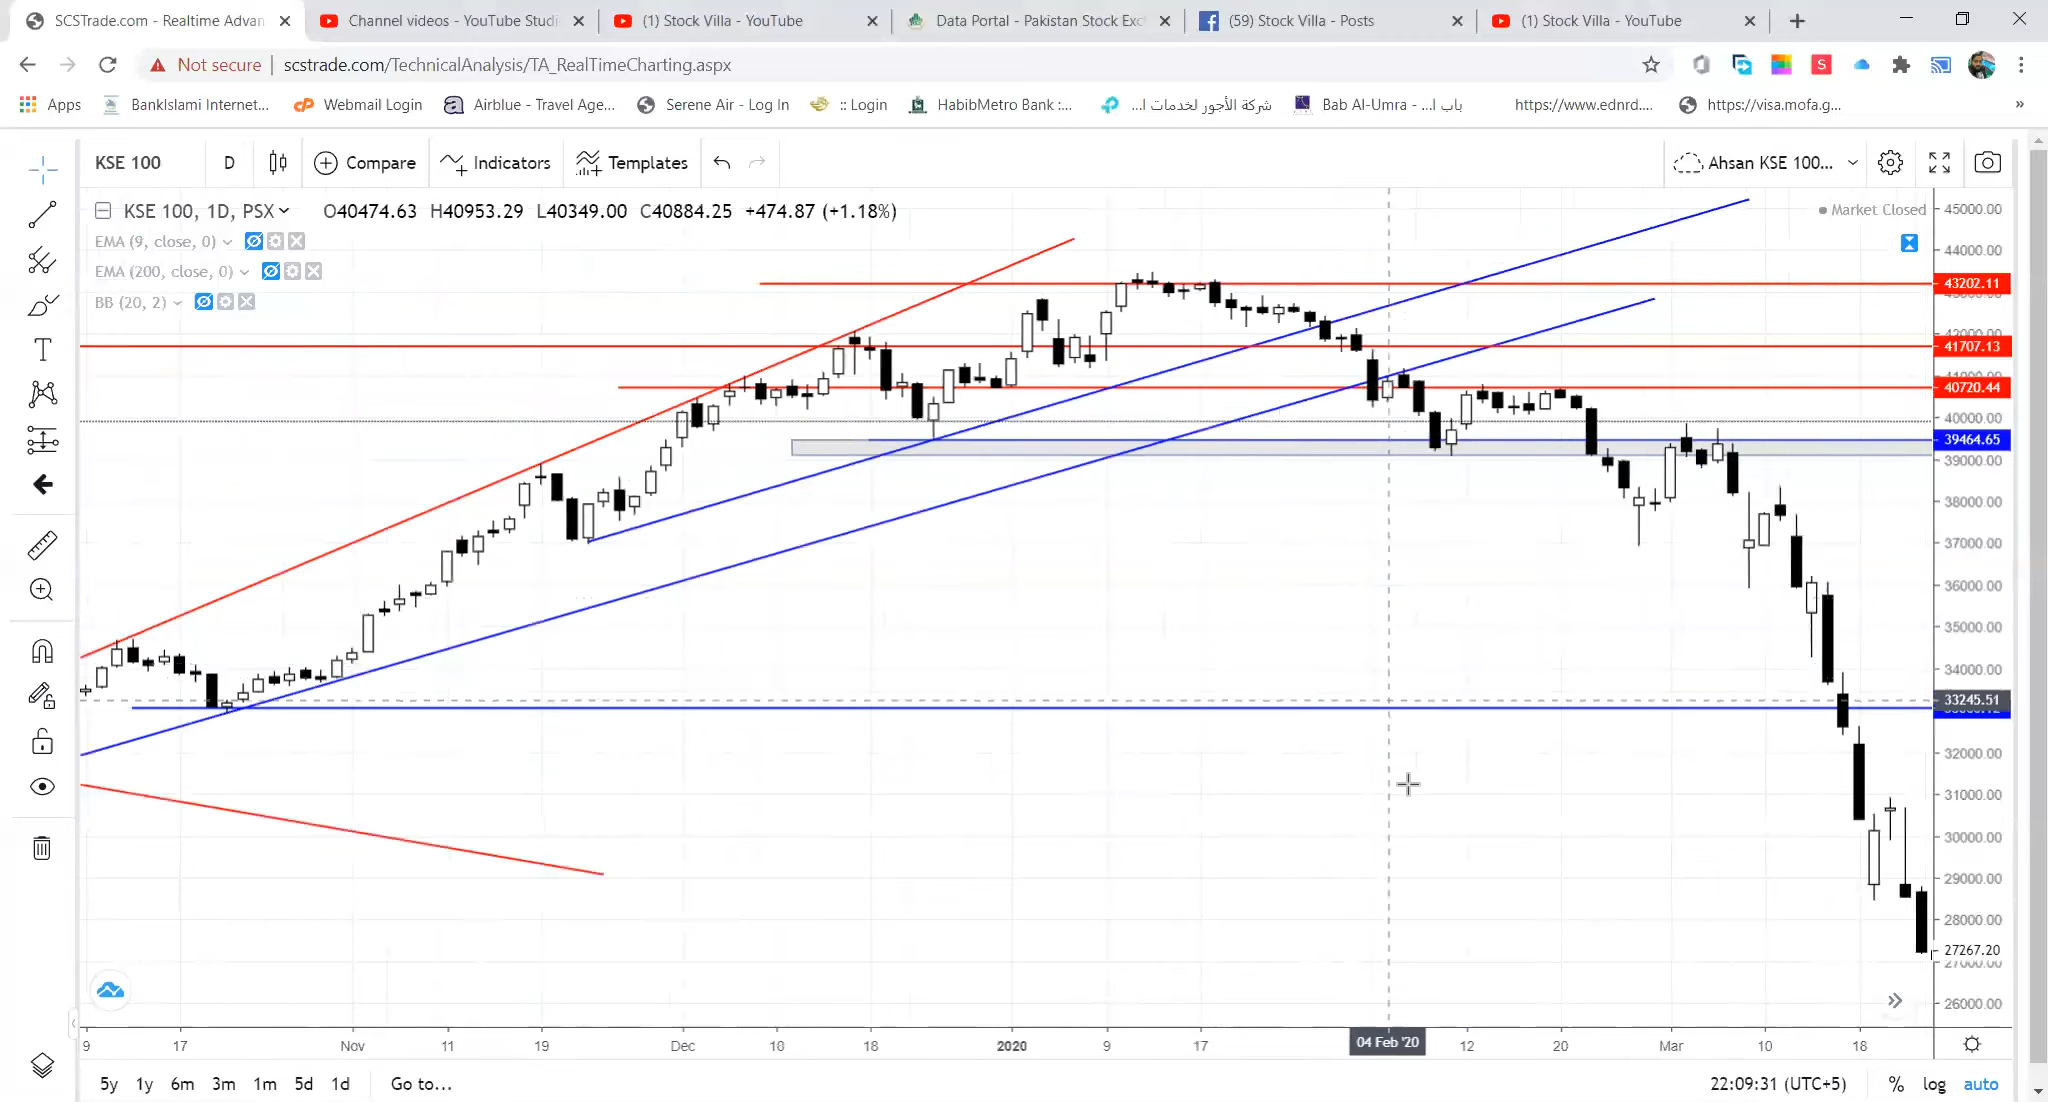 SCSTrade.com - Realtime Advan
Channel videos - YouTube Studi
(1) Stock Villa - YouTube
Data Portal - Pakistan Stock Exc
(59) Stock Villa - Posts
(1) Stock Villa - YouTube
Not secure
scstrade.com/TechnicalAnalysis/TA_RealTimeCharting.aspx
Apps
BankIslami Internet...
Webmail Login
Airblue - Travel Age...
Serene Air - Log In
:: Login
HabibMetro Bank :...
شركة الأجور لخدمات ا...
Bab Al-Umra - باب ا...
https://www.ednrd....
https://visa.mofa.g...
»
KSE 100
D
Compare
Indicators
Templates
Ahsan KSE 100...
KSE 100, 1D, PSX
O40474.63 H40953.29 L40349.00 C40884.25 +474.87 (+1.18%)
Market Closed
EMA (9, close, 0)
EMA (200, close, 0)
BB (20, 2)
45000.00
44000.00
43202.11
42000.00
41707.13
40720.44
40000.00
39464.65
39000.00
38000.00
37000.00
36000.00
35000.00
34000.00
33245.51
32000.00
31000.00
30000.00
29000.00
28000.00
27267.20
27000.00
26000.00
9
17
Nov
11
19
Dec
10
18
2020
9
17
04 Feb '20
12
20
Mar
10
18
5y 1y 6m 3m 1m 5d 1d
Go to...
22:09:31 (UTC+5)
% log auto